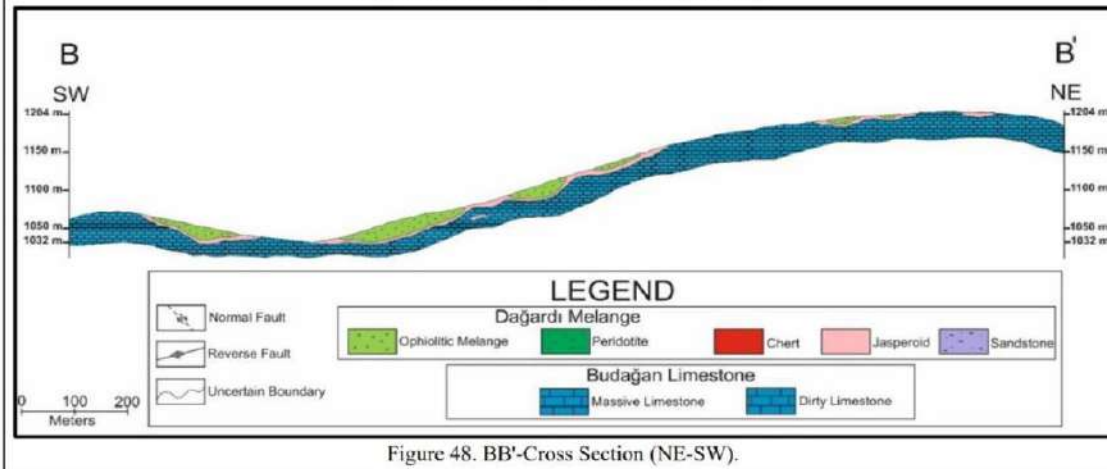 B
B'
SW
NE
1204 m
1204 m
1150 m
1150 m
1100 m
1100 m
1050 m
1050 m
1032 m
1032 m
LEGEND
Normal Fault
Reverse Fault
Uncertain Boundary
Dağardı Melange
Ophiolitic Melange
Peridotite
Chert
Jasperoid
Sandstone
Budağan Limestone
Massive Limestone
Dirty Limestone
0 100 200
Meters
Figure 48. BB'-Cross Section (NE-SW).